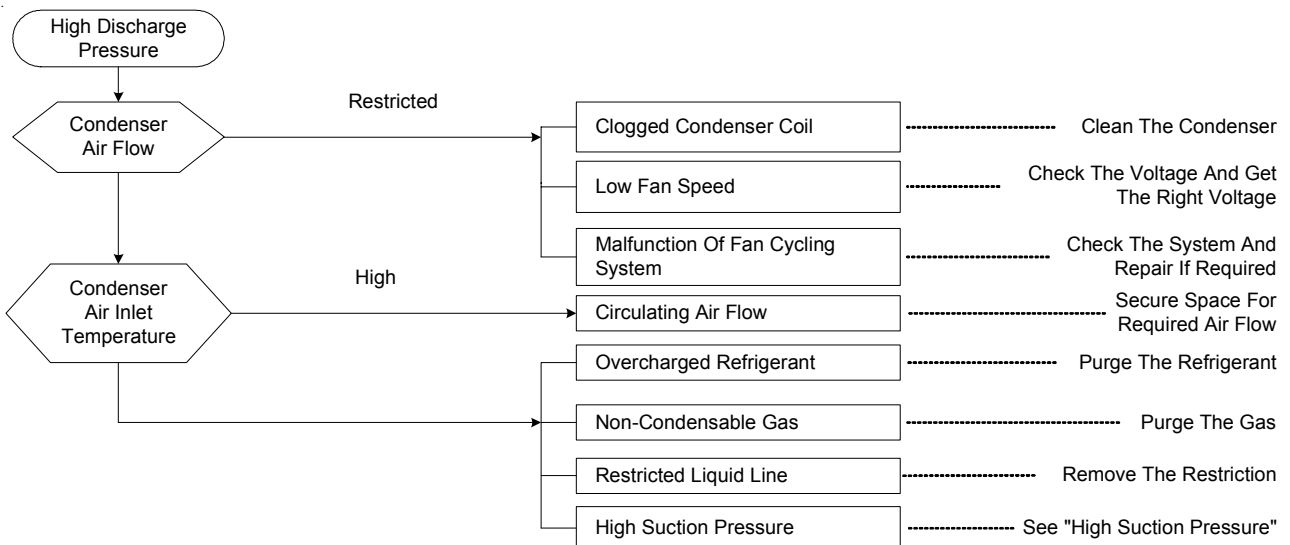 High Discharge
Pressure
Restricted
Condenser
Air Flow
Clogged Condenser Coil
Clean The Condenser
Low Fan Speed
Check The Voltage And Get
The Right Voltage
Malfunction Of Fan Cycling
System
Check The System And
Repair If Required
High
Condenser
Air Inlet
Temperature
Circulating Air Flow
Secure Space For
Required Air Flow
Overcharged Refrigerant
Purge The Refrigerant
Non-Condensable Gas
Purge The Gas
Restricted Liquid Line
Remove The Restriction
High Suction Pressure
See "High Suction Pressure"